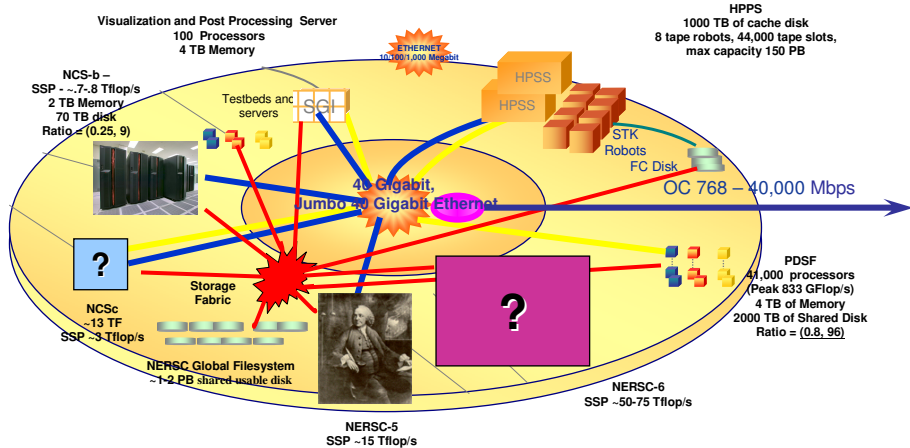 Visualization and Post Processing Server
100 Processors
4 TB Memory
ETHERNET
10/100/1,000 Megabit
HPPS
1000 TB of cache disk
8 tape robots, 44,000 tape slots,
max capacity 150 PB
NCS-b –
SSP - ~.7-.8 Tflop/s
2 TB Memory
70 TB disk
Ratio = (0.25, 9)
Testbeds and
servers
SGI
HPSS
HPSS
STK
Robots
FC Disk
40 Gigabit,
Jumbo 40 Gigabit Ethernet
OC 768 – 40,000 Mbps
?
NCSc
~13 TF
SSP ~3 Tflop/s
Storage
Fabric
?
PDSF
41,000 processors
(Peak 833 GFlop/s)
4 TB of Memory
2000 TB of Shared Disk
Ratio = (0.8, 96)
NERSC Global Filesystem
~1-2 PB shared usable disk
NERSC-5
SSP ~15 Tflop/s
NERSC-6
SSP ~50-75 Tflop/s